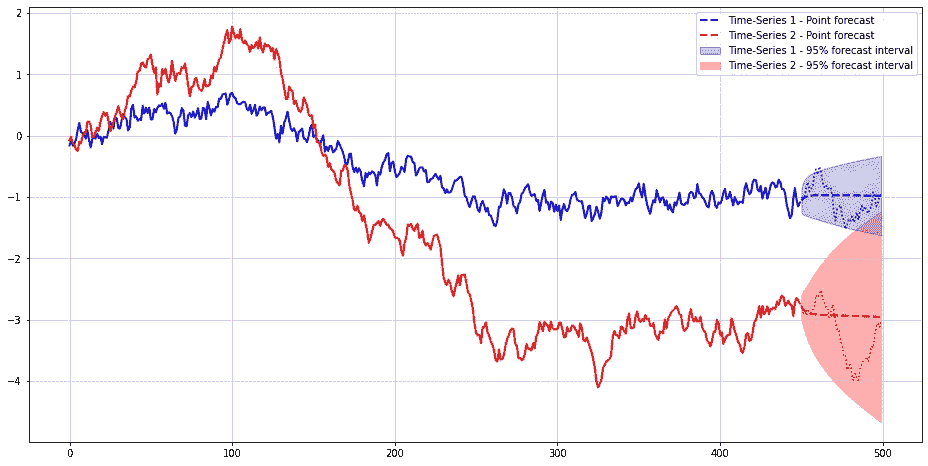 Time-Series 1 - Point forecast
Time-Series 2 - Point forecast
Time-Series 1 - 95% forecast interval
Time-Series 2 - 95% forecast interval
2
1
0
−1
−2
−3
−4
0 100 200 300 400 500